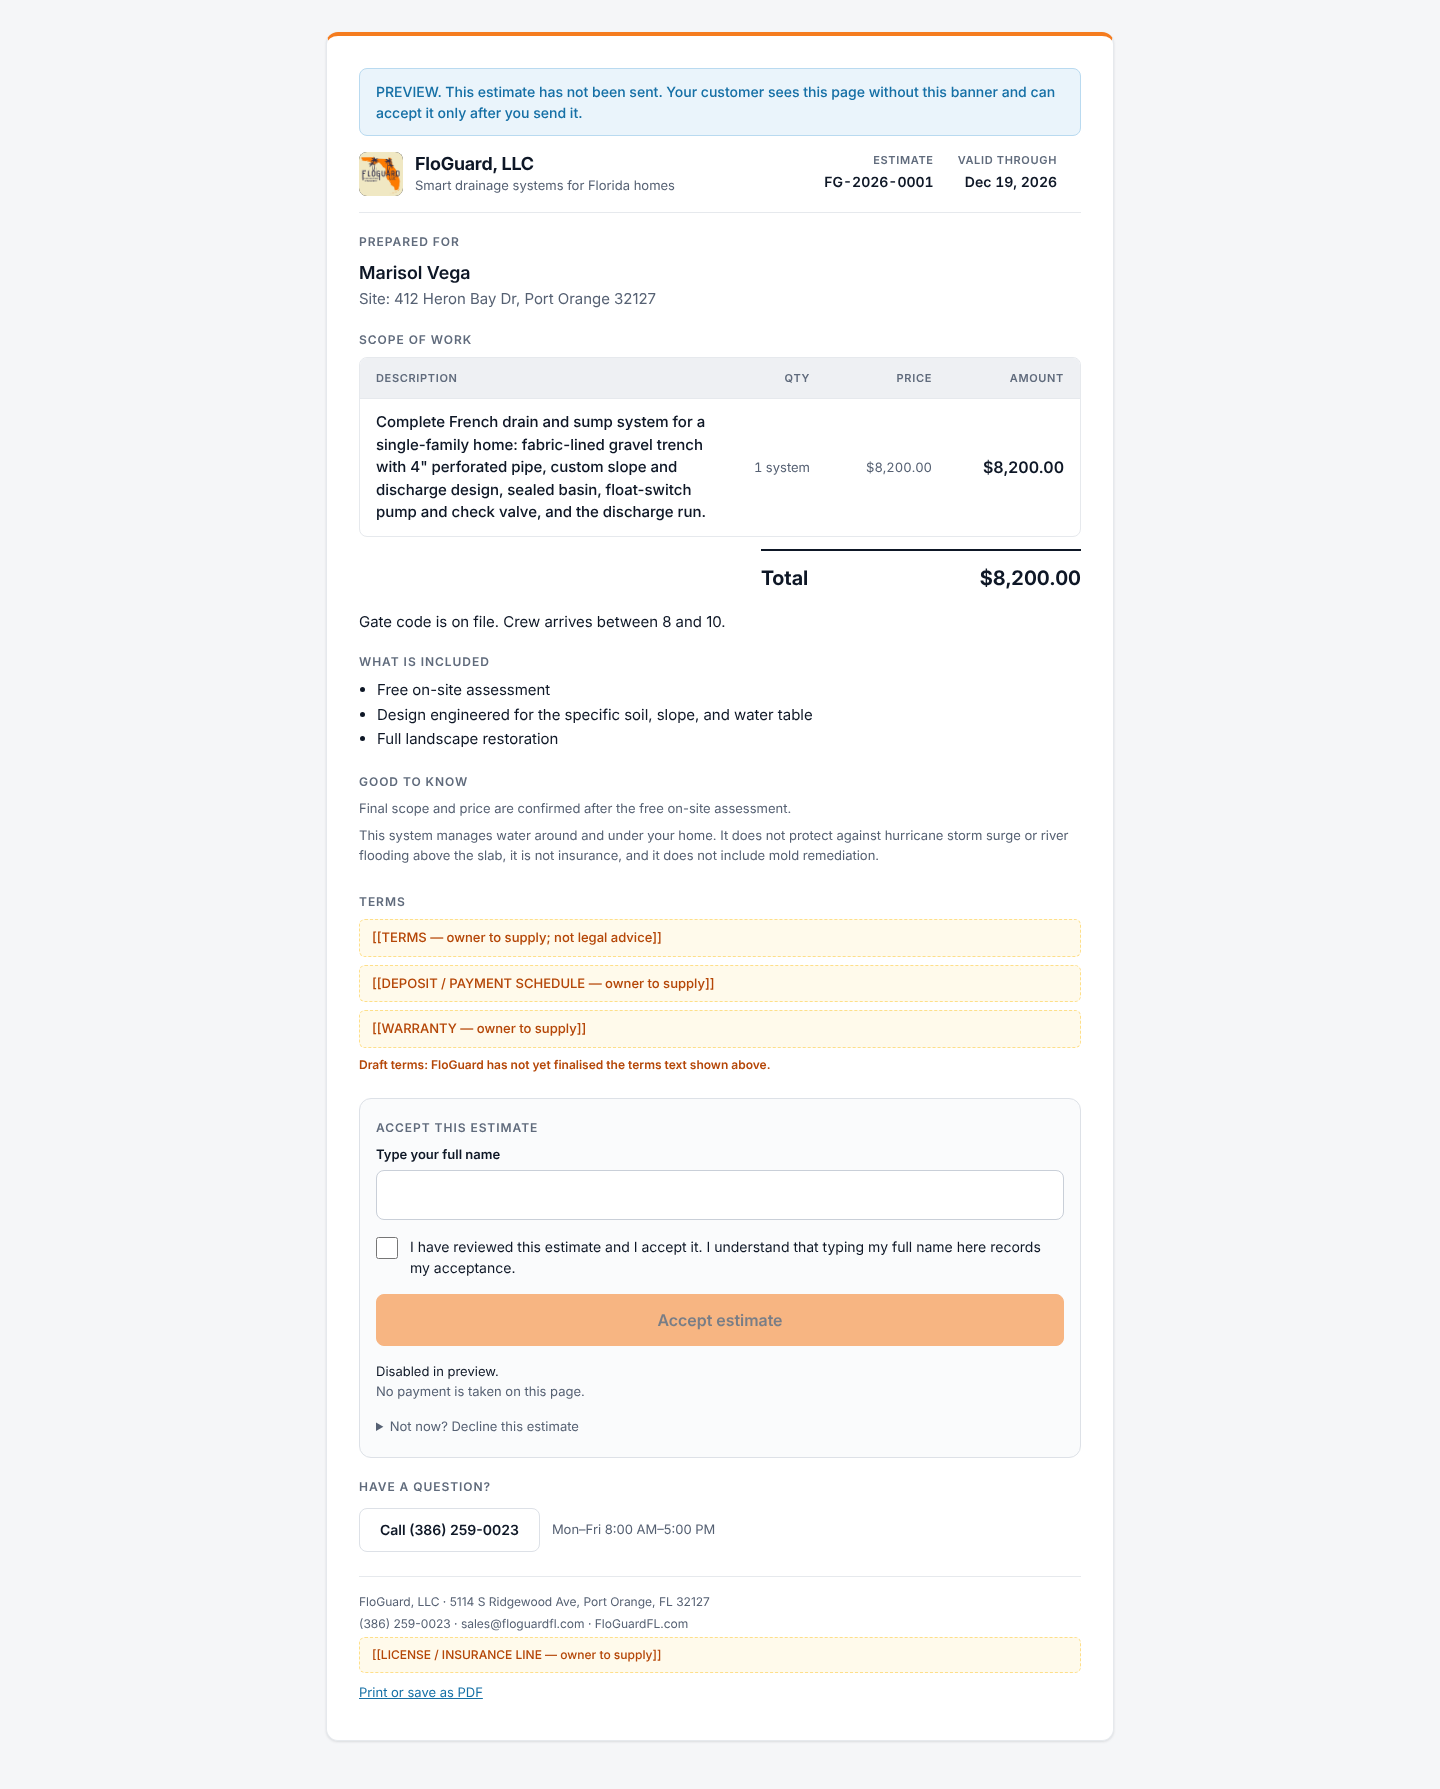 PREVIEW. This estimate has not been sent. Your customer sees this page without this banner and can
accept it only after you send it.
FLOGUARD
FloGuard, LLC
Smart drainage systems for Florida homes
ESTIMATE
FG-2026-0001
VALID THROUGH
Dec 19, 2026
PREPARED FOR
Marisol Vega
Site: 412 Heron Bay Dr, Port Orange 32127
SCOPE OF WORK
DESCRIPTION QTY PRICE AMOUNT
Complete French drain and sump system for a
single-family home: fabric-lined gravel trench
with 4" perforated pipe, custom slope and
discharge design, sealed basin, float-switch
pump and check valve, and the discharge run.
1 system $8,200.00 $8,200.00
Total $8,200.00
Gate code is on file. Crew arrives between 8 and 10.
WHAT IS INCLUDED
• Free on-site assessment
• Design engineered for the specific soil, slope, and water table
• Full landscape restoration
GOOD TO KNOW
Final scope and price are confirmed after the free on-site assessment.
This system manages water around and under your home. It does not protect against hurricane storm surge or river
flooding above the slab, it is not insurance, and it does not include mold remediation.
TERMS
[[TERMS — owner to supply; not legal advice]]
[[DEPOSIT / PAYMENT SCHEDULE — owner to supply]]
[[WARRANTY — owner to supply]]
Draft terms: FloGuard has not yet finalised the terms text shown above.
ACCEPT THIS ESTIMATE
Type your full name
I have reviewed this estimate and I accept it. I understand that typing my full name here records
my acceptance.
Accept estimate
Disabled in preview.
No payment is taken on this page.
Not now? Decline this estimate
HAVE A QUESTION?
Call (386) 259-0023
Mon–Fri 8:00 AM–5:00 PM
FloGuard, LLC · 5114 S Ridgewood Ave, Port Orange, FL 32127
(386) 259-0023 · sales@floguardfl.com · FloGuardFL.com
[[LICENSE / INSURANCE LINE — owner to supply]]
Print or save as PDF